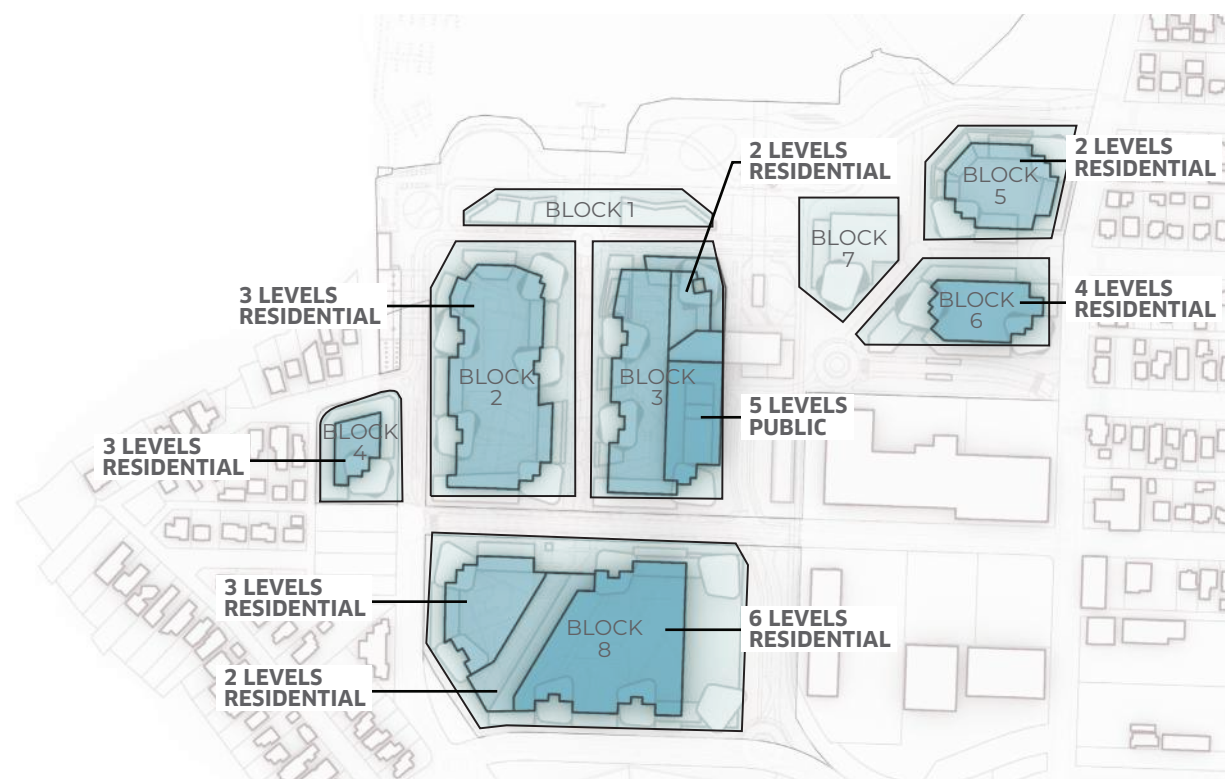 2 LEVELS
RESIDENTIAL
2 LEVELS
RESIDENTIAL
BLOCK
5
BLOCK 1
BLOCK
7
3 LEVELS
RESIDENTIAL
BLOCK
6
4 LEVELS
RESIDENTIAL
BLOCK
2
BLOCK
3
5 LEVELS
PUBLIC
BLOCK
4
3 LEVELS
RESIDENTIAL
3 LEVELS
RESIDENTIAL
BLOCK
8
6 LEVELS
RESIDENTIAL
2 LEVELS
RESIDENTIAL